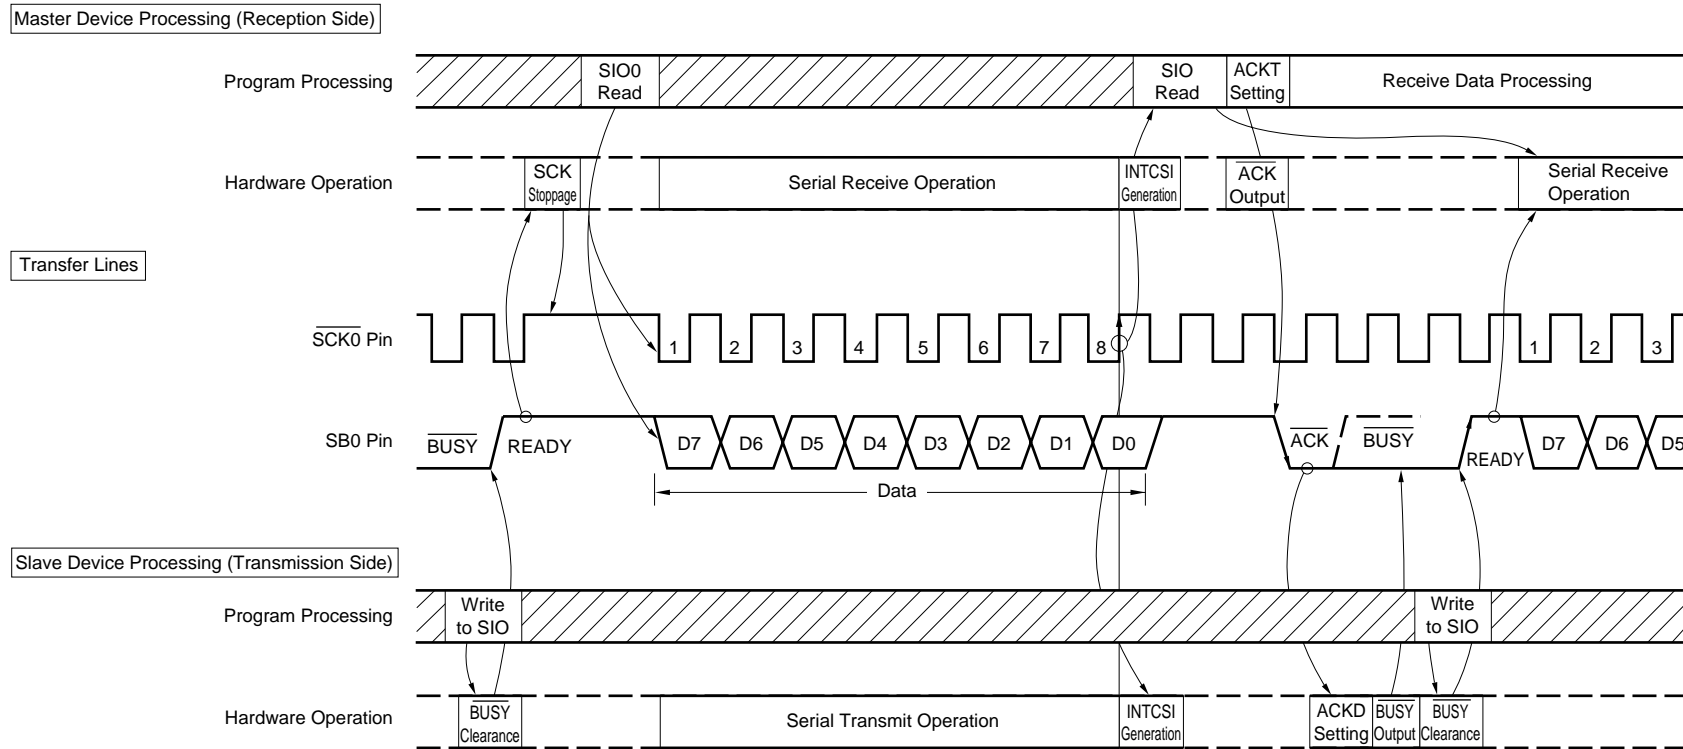 Master Device Processing (Reception Side)
Program Processing
SIO0
Read
SIO
Read
ACKT
Setting
Receive Data Processing
Hardware Operation
SCK
Stoppage
Serial Receive Operation
INTCSI
Generation
ACK
Output
Serial Receive
Operation
Transfer Lines
SCK0 Pin
1 2 3 4 5 6 7 8 1 2 3
SB0 Pin
BUSY READY D7 D6 D5 D4 D3 D2 D1 D0 ACK BUSY READY D7 D6 D5
Data
Slave Device Processing (Transmission Side)
Program Processing
Write
to SIO
Write
to SIO
Hardware Operation
BUSY
Clearance
Serial Transmit Operation
INTCSI
Generation
ACKD
Setting
BUSY
Output
BUSY
Clearance